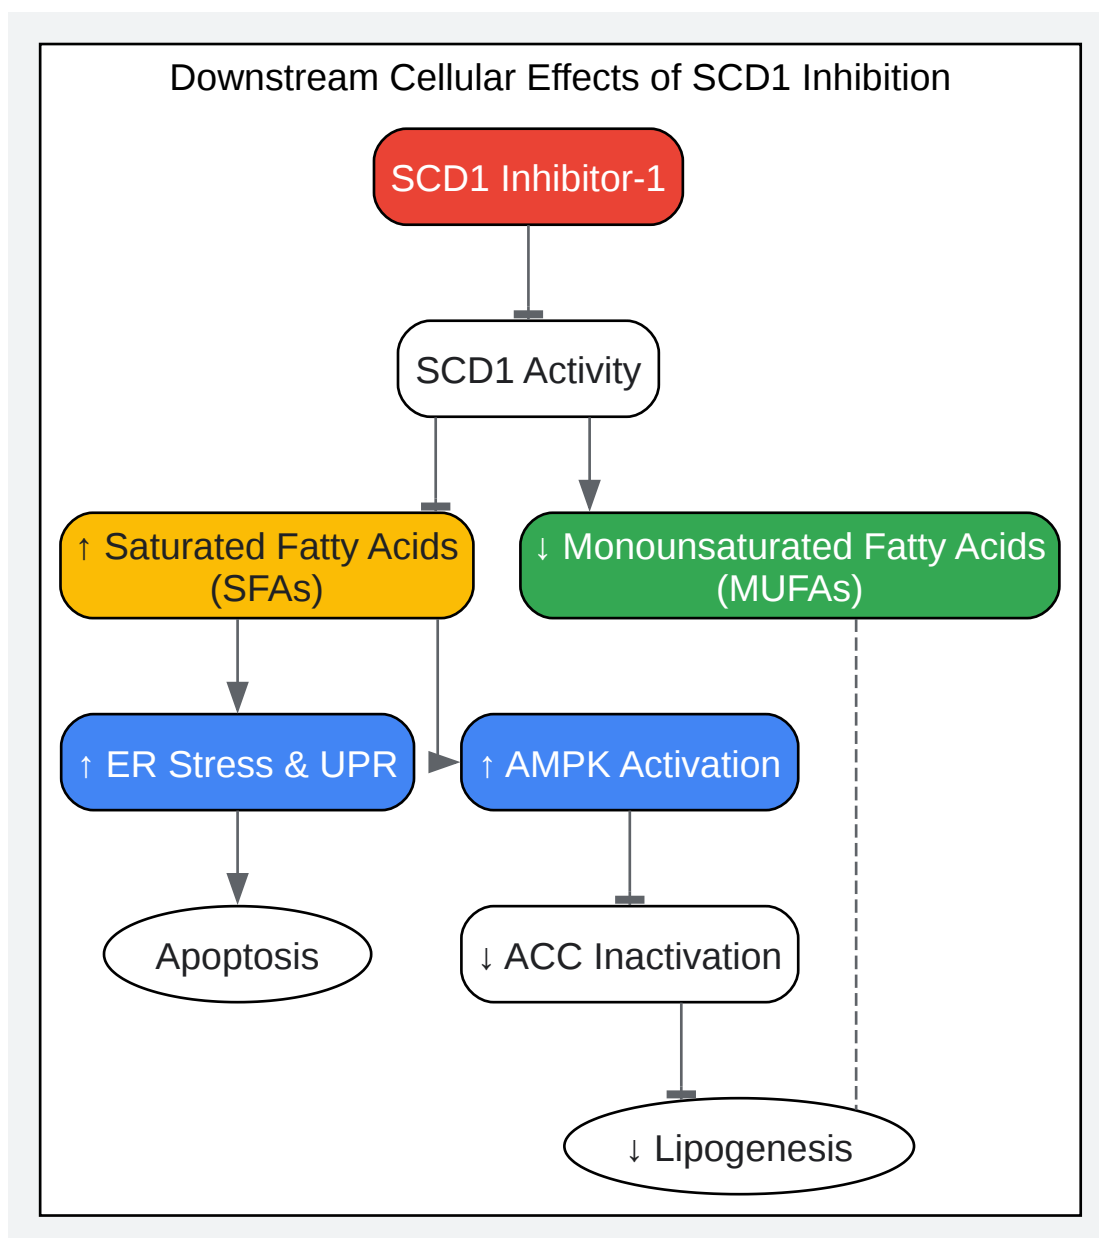 Downstream Cellular Effects of SCD1 Inhibition
SCD1 Inhibitor-1
SCD1 Activity
↑ Saturated Fatty Acids
(SFAs)
↓ Monounsaturated Fatty Acids
(MUFAs)
↑ ER Stress & UPR
↑ AMPK Activation
Apoptosis
↓ ACC Inactivation
↓ Lipogenesis